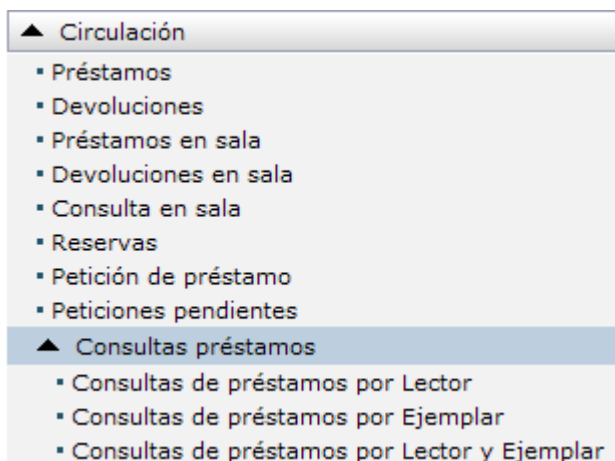 Circulación
Préstamos
Devoluciones
Préstamos en sala
Devoluciones en sala
Consulta en sala
Reservas
Petición de préstamo
Peticiones pendientes
Consultas préstamos
Consultas de préstamos por Lector
Consultas de préstamos por Ejemplar
Consultas de préstamos por Lector y Ejemplar